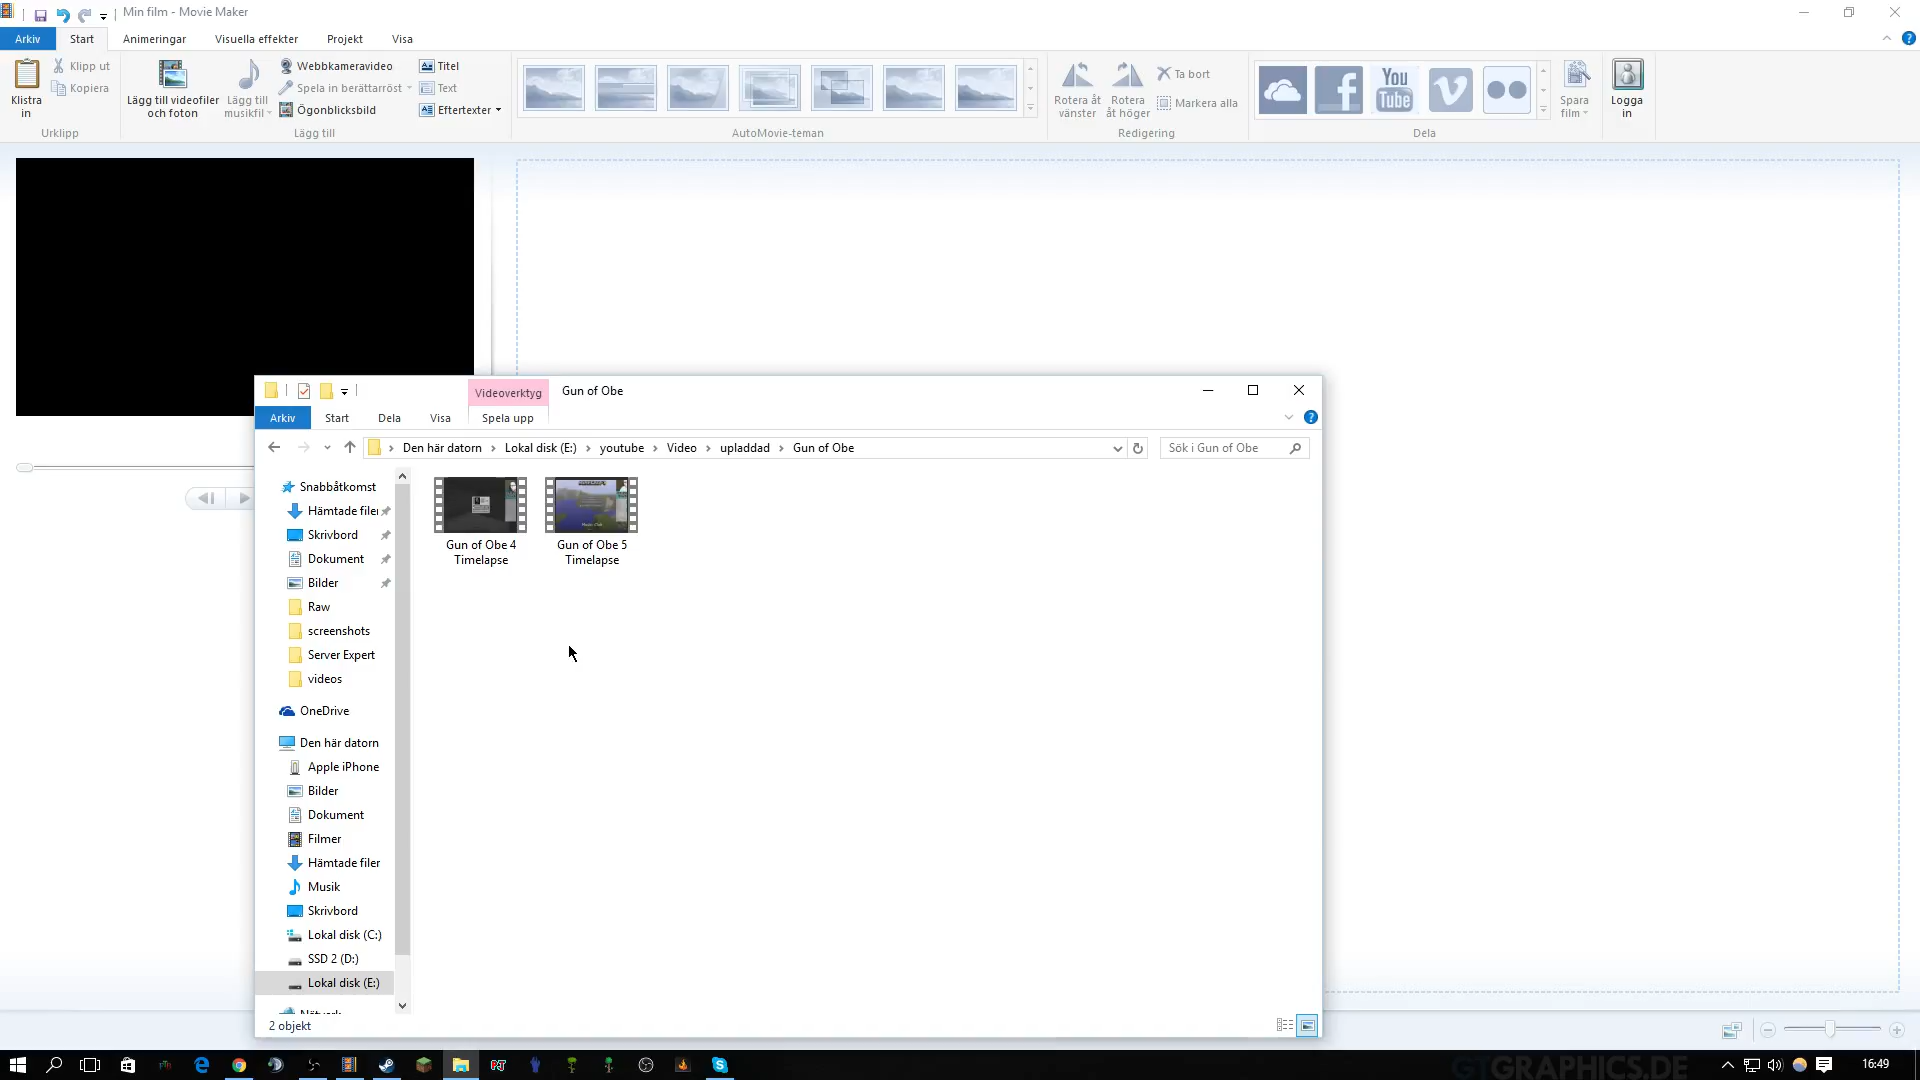 Min film - Movie Maker
Arkiv Start Animeringar Visuella effekter Projekt Visa
Klistra in
Klipp ut
Kopiera
Urklipp
Lägg till videofiler och foton
Lägg till musikfil
Webbkameravideo
Spela in berättarröst
Ögonblicksbild
Titel
Text
Eftertexter
Lägg till
AutoMovie-teman
Rotera åt vänster
Rotera åt höger
Ta bort
Markera alla
Redigering
You Tube
Dela
Spara film
Logga in
Videoverktyg Gun of Obe
Arkiv Start Dela Visa Spela upp
Den här datorn Lokal disk (E:) youtube Video upladdad Gun of Obe
Sök i Gun of Obe
Snabbåtkomst
Hämtade filer
Skrivbord
Dokument
Bilder
Raw
screenshots
Server Expert
videos
OneDrive
Den här datorn
Apple iPhone
Bilder
Dokument
Filmer
Hämtade filer
Musik
Skrivbord
Lokal disk (C:)
SSD 2 (D:)
Lokal disk (E:)
Gun of Obe 4 Timelapse
Gun of Obe 5 Timelapse
2 objekt
GTGRAPHICS.DE
16:49